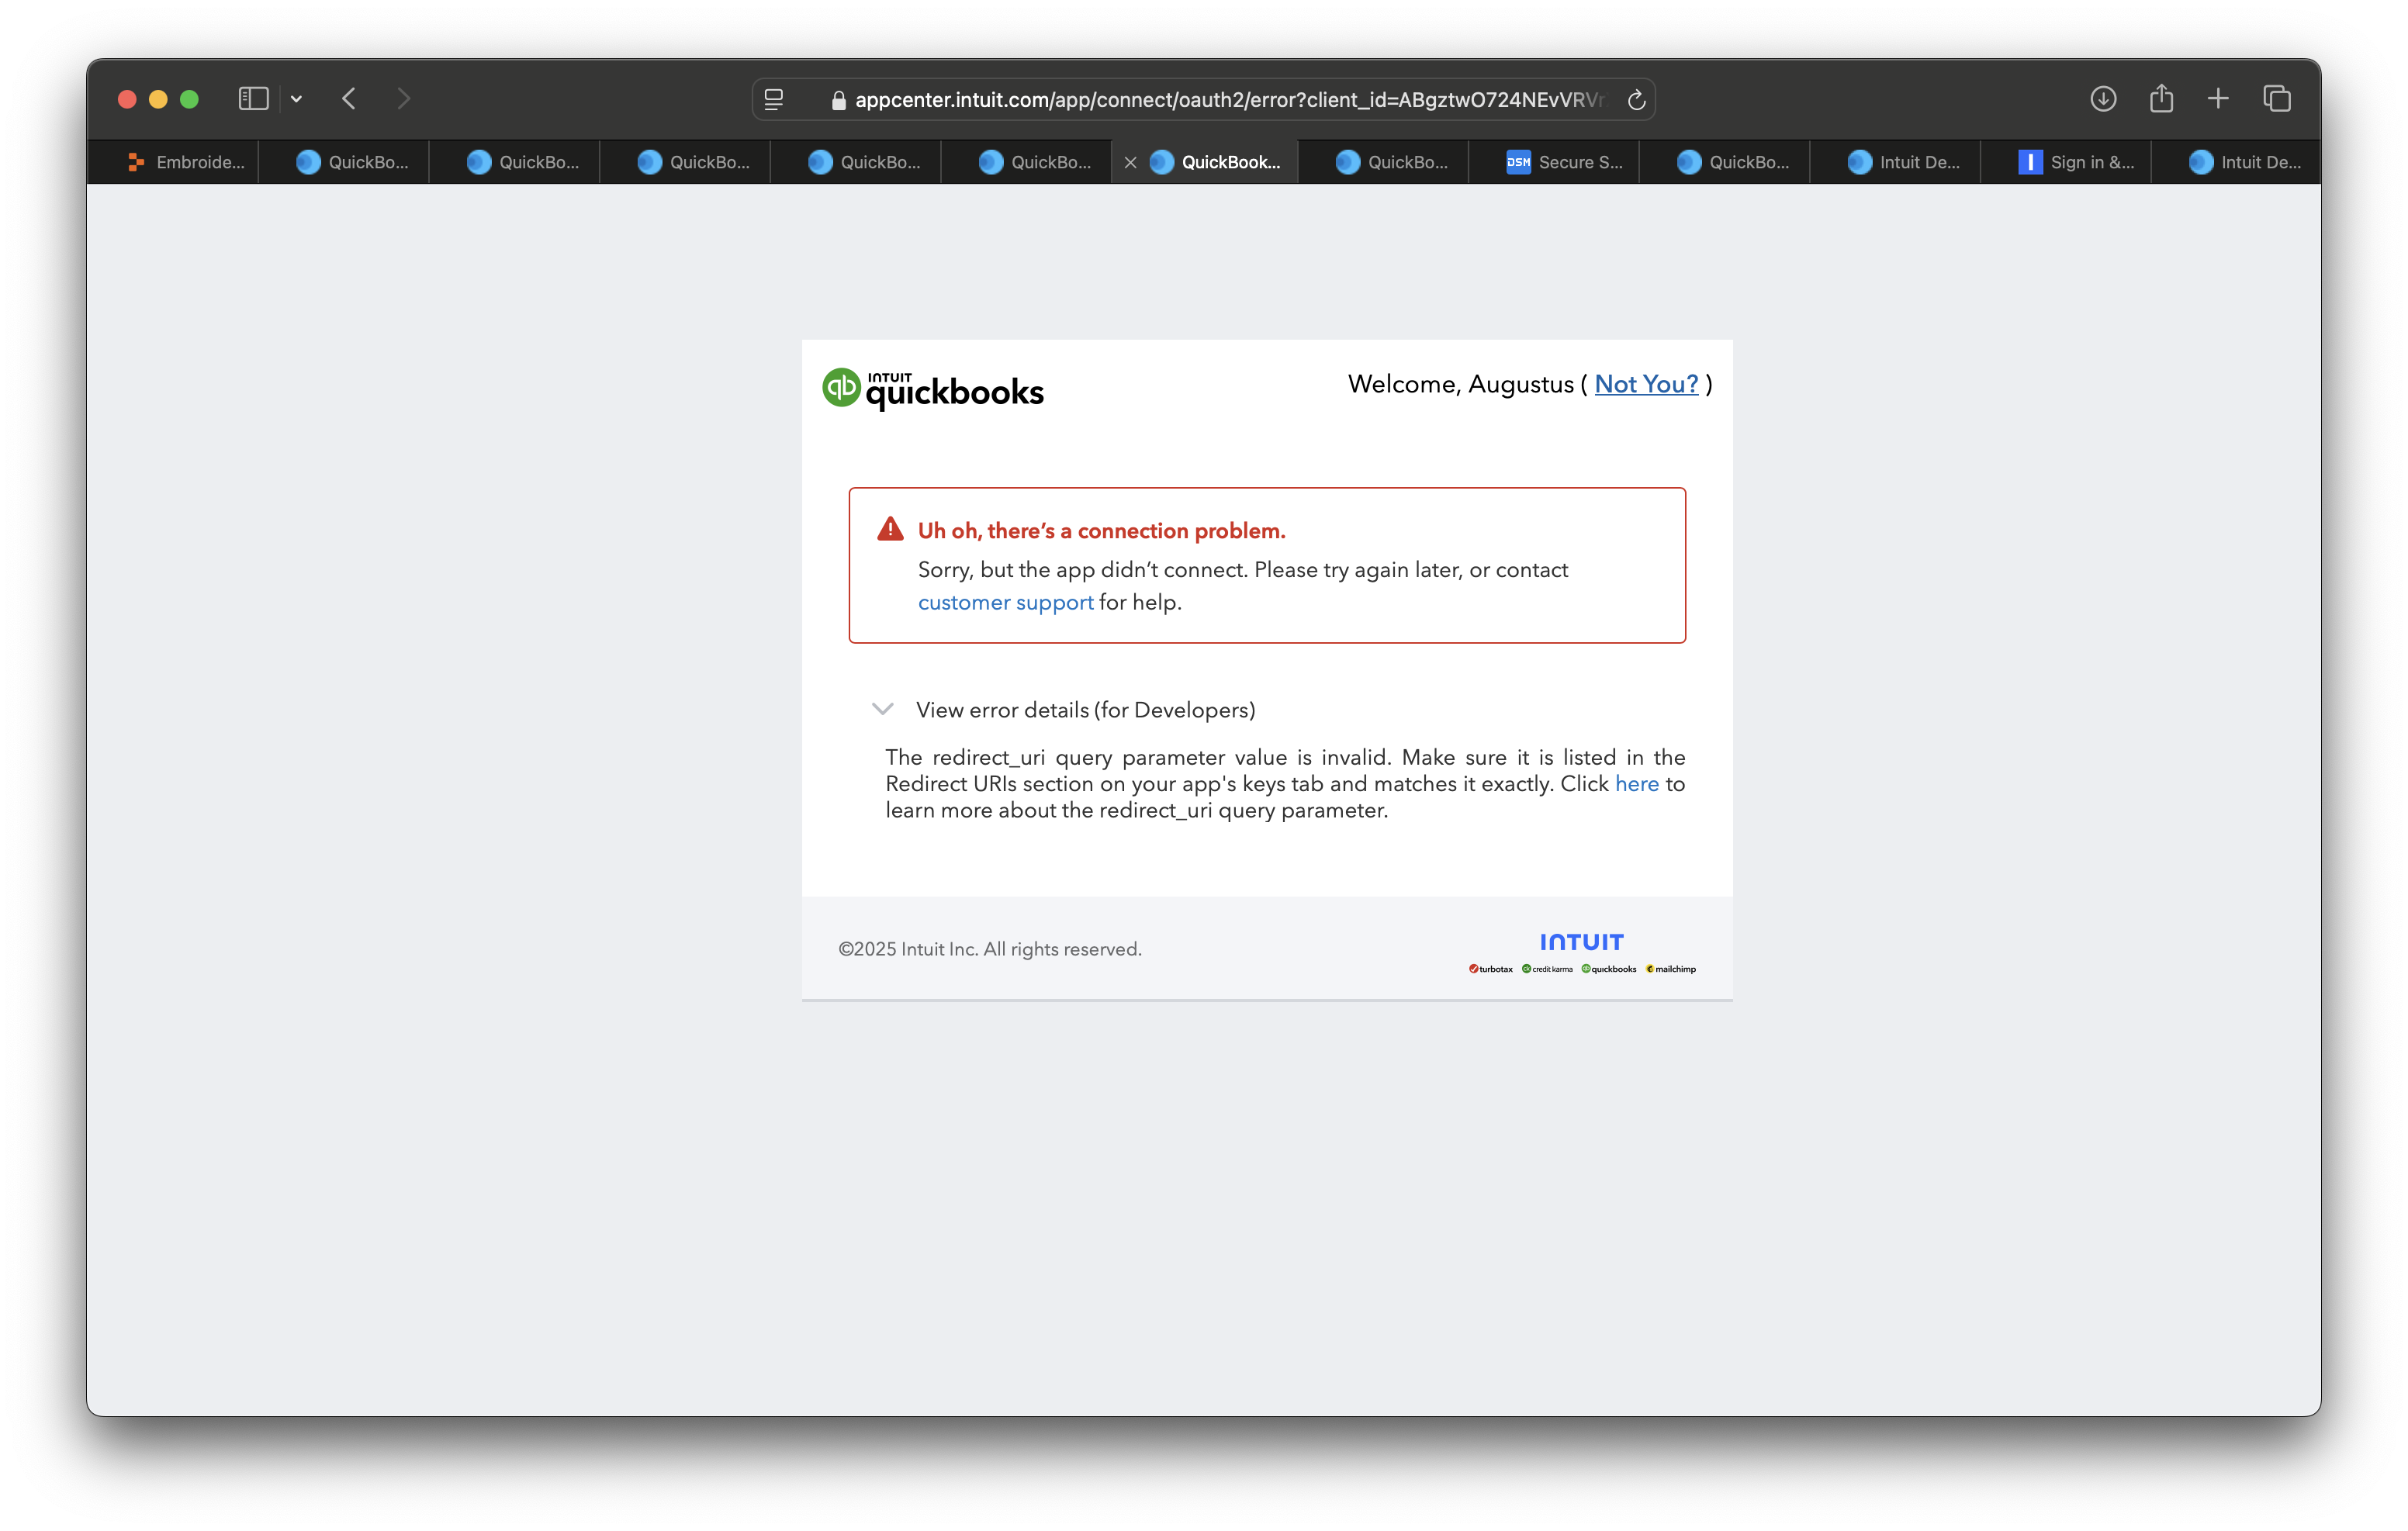 appcenter.intuit.com/app/connect/oauth2/error?client_id=ABgztwO724NEvVRVr
Embroide...
QuickBo...
QuickBo...
QuickBo...
QuickBo...
QuickBo...
QuickBook...
QuickBo...
DSM
Secure S...
QuickBo...
Intuit De...
Sign in &...
Intuit De...
INTUIT
quickbooks
Welcome, Augustus ( Not You? )
Uh oh, there’s a connection problem.
Sorry, but the app didn’t connect. Please try again later, or contact
customer support for help.
View error details (for Developers)
The redirect_uri query parameter value is invalid. Make sure it is listed in the
Redirect URIs section on your app's keys tab and matches it exactly. Click here to
learn more about the redirect_uri query parameter.
©2025 Intuit Inc. All rights reserved.
INTUIT
turbotax creditkarma quickbooks mailchimp